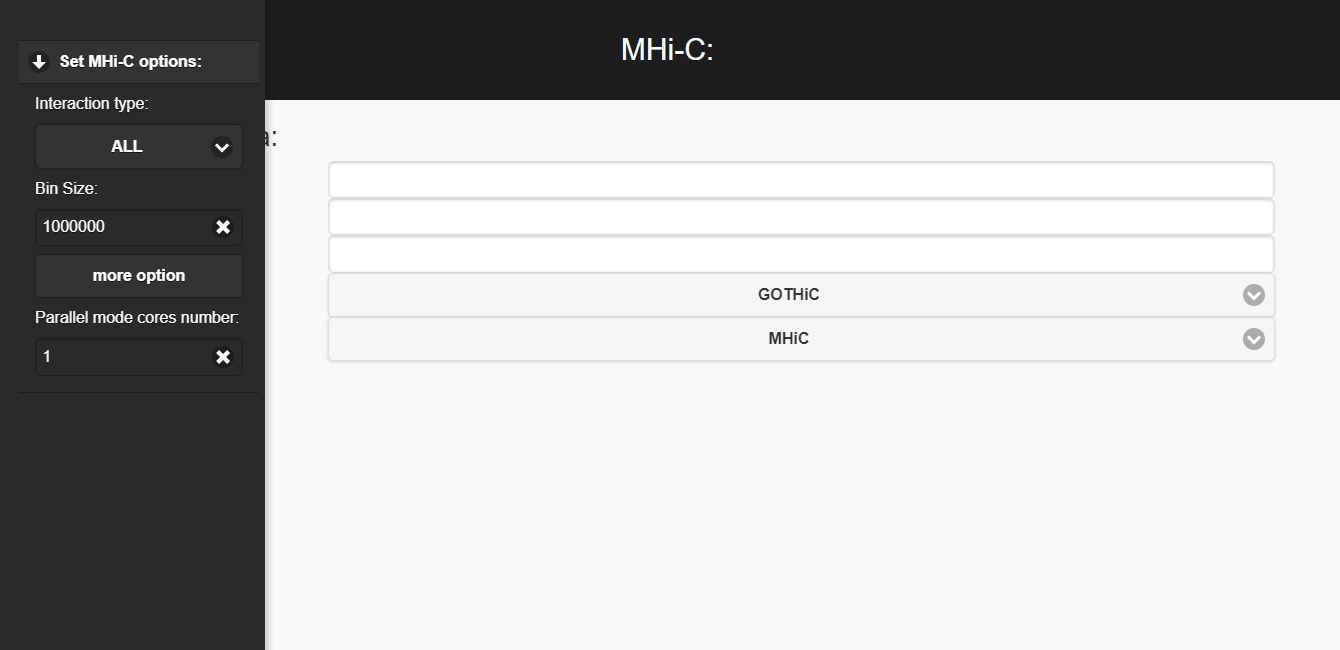 MHi-C:
Set MHi-C options:
Interaction type:
ALL
Bin Size:
1000000
more option
Parallel mode cores number:
1
a:
GOTHiC
MHiC